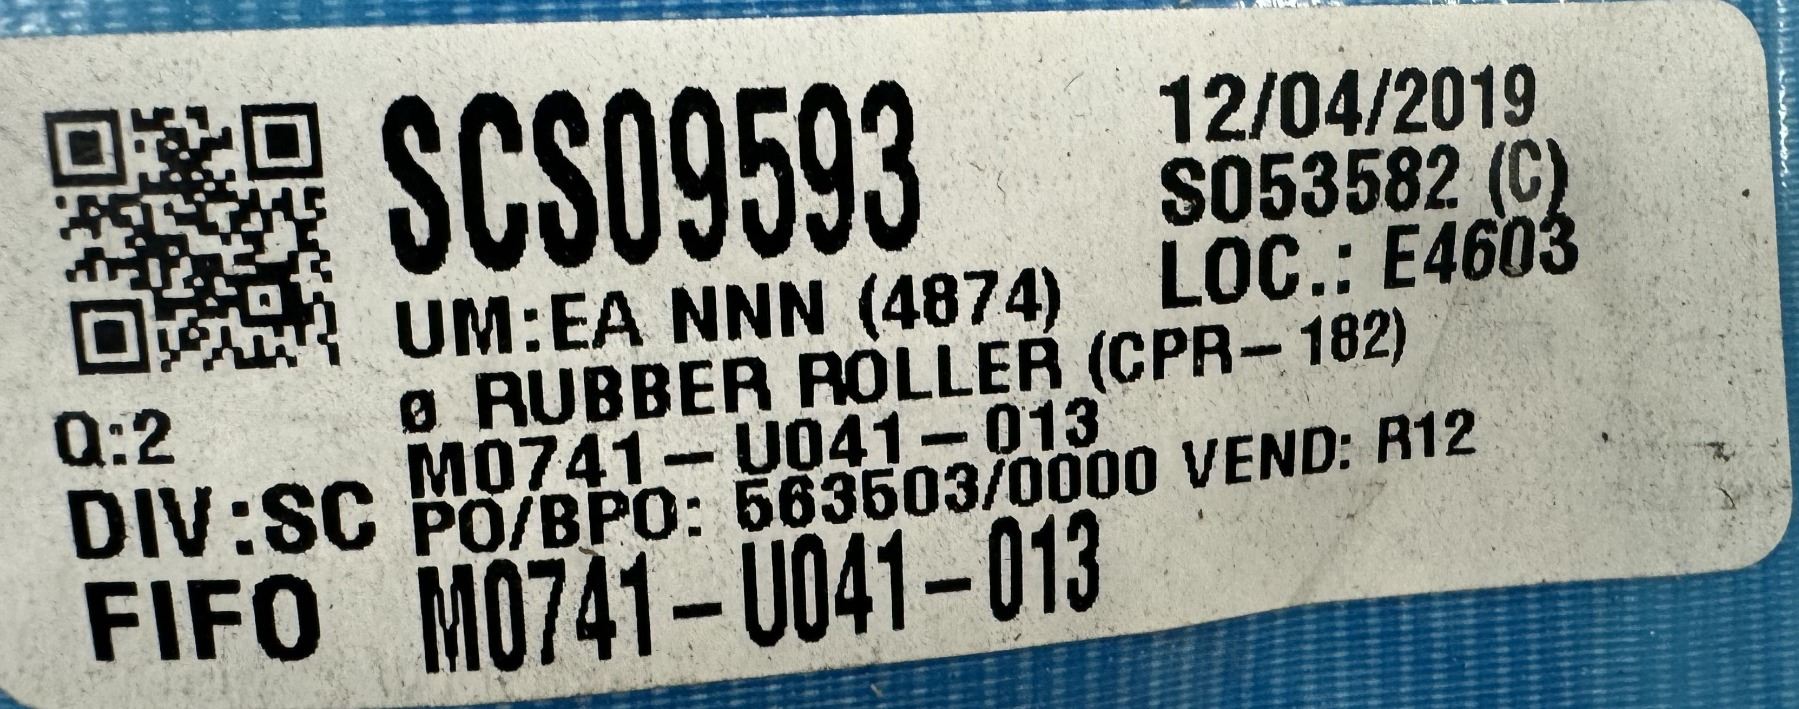 SCS09593
12/04/2019
S053582 (C)
LOC.: E4603
UM:EA NNN (4874)
ø RUBBER ROLLER (CPR-182)
M0741-U041-013
PO/BPO: 563503/0000 VEND: R12
M0741-U041-013
Q:2
DIV:SC
FIFO